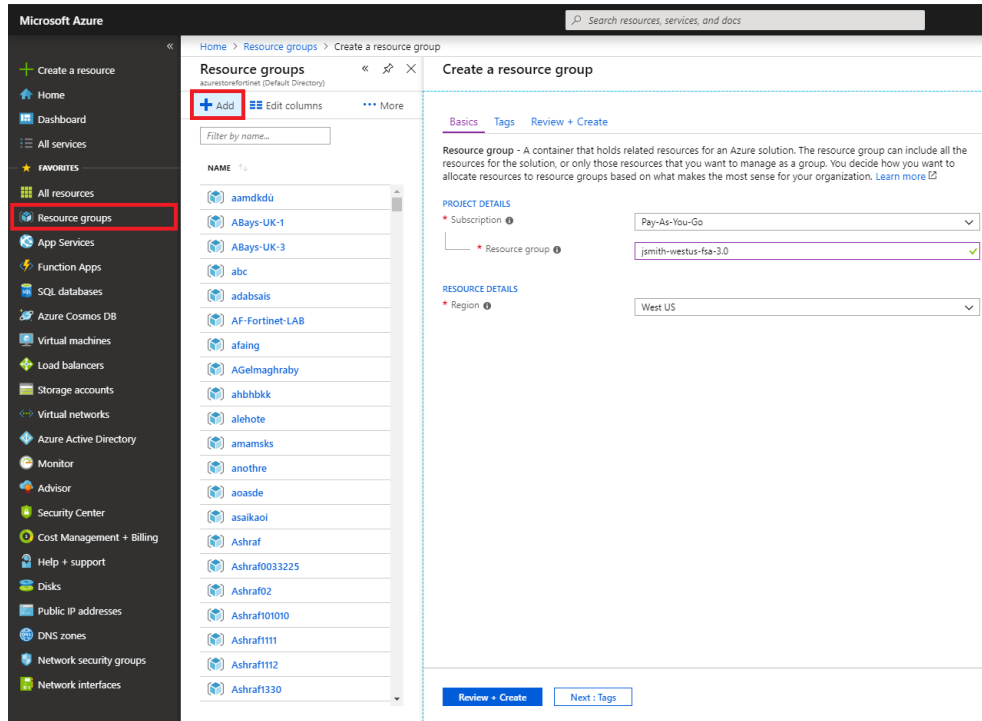 Microsoft Azure
Search resources, services, and docs
«
Create a resource
Home
Dashboard
All services
FAVORITES
All resources
Resource groups
App Services
Function Apps
SQL databases
Azure Cosmos DB
Virtual machines
Load balancers
Storage accounts
Virtual networks
Azure Active Directory
Monitor
Advisor
Security Center
Cost Management + Billing
Help + support
Disks
Public IP addresses
DNS zones
Network security groups
Network interfaces
Home > Resource groups > Create a resource group
Resource groups
azurestorefortinet (Default Directory)
Add Edit columns ••• More
Filter by name...
NAME
aamdkdù
ABays-UK-1
ABays-UK-3
abc
adabsais
AF-Fortinet-LAB
afaing
AGelmaghraby
ahbhbkk
alehote
amamsks
anothre
aoasde
asaikaoi
Ashraf
Ashraf0033225
Ashraf02
Ashraf101010
Ashraf1111
Ashraf1112
Ashraf1330
Create a resource group
Basics Tags Review + Create
Resource group - A container that holds related resources for an Azure solution. The resource group can include all the
resources for the solution, or only those resources that you want to manage as a group. You decide how you want to
allocate resources to resource groups based on what makes the most sense for your organization. Learn more
PROJECT DETAILS
* Subscription Pay-As-You-Go
* Resource group jsmith-westus-fsa-3.0
RESOURCE DETAILS
* Region West US
Review + Create Next : Tags